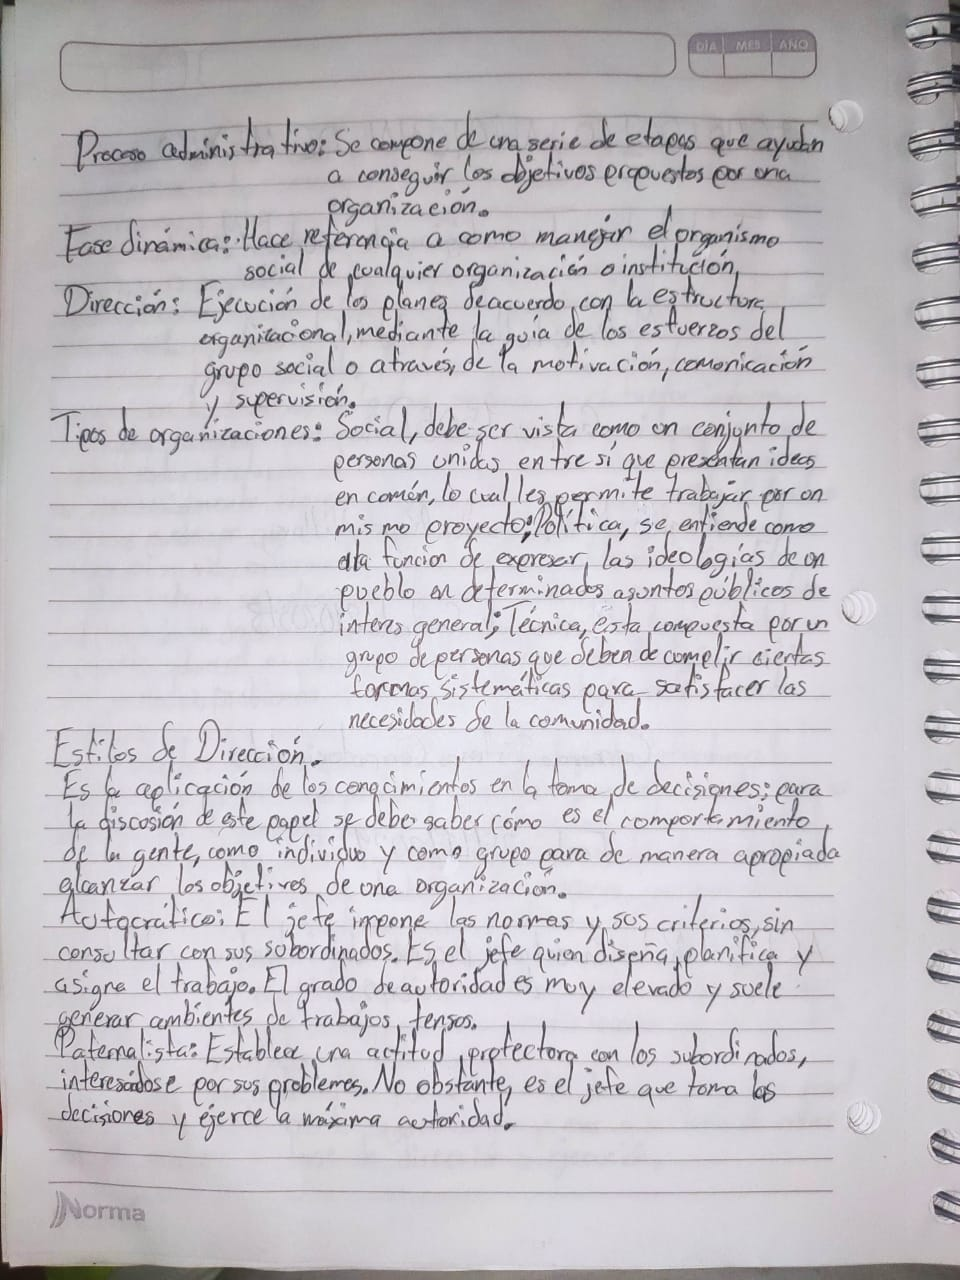 DÍA MES AÑO
Proceso administrativo: Se compone de una serie de etapas que ayudan
a conseguir los objetivos propuestos por una
organización.
Fase dinámica: Hace referencia a como manejar el organismo
social de cualquier organización o institución,
Dirección: Ejecución de los planes deacuerdo con la estructura
organizacional, mediante la guía de los esfuerzos del
grupo social o através, de la motivación, comunicación
y supervisión.
Tipos de organizaciones: Social, debe ser vista como un conjunto de
personas unidas entre sí que presentan ideas
en común, lo cual les permite trabajar por un
mismo proyecto; Política, se entiende como
a la función de expresar las ideologías de un
pueblo en determinados asuntos públicos de
interes general; Técnica, ésta compuesta por un
grupo de personas que deben de cumplir ciertas
formas sistemáticas para satisfacer las
necesidades de la comunidad.
Estilos de Dirección.
Es la aplicación de los conocimientos en la toma de decisiones; para
la discusión de este papel se debe saber cómo es el comportamiento
de la gente, como individuo y como grupo para de manera apropiada
alcanzar los objetivos de una organización.
Autocrático: El jefe impone las normas y sus criterios, sin
consultar con sus subordinados. Es el jefe quien diseña, planifica y
asigna el trabajo. El grado de autoridad es muy elevado y suele
generar ambientes de trabajos tensos.
Paternalista: Establece una actitud protectora con los subordinados,
interesádose por sus problemas. No obstante, es el jefe que toma las
decisiones y ejerce la máxima autoridad.
Norma